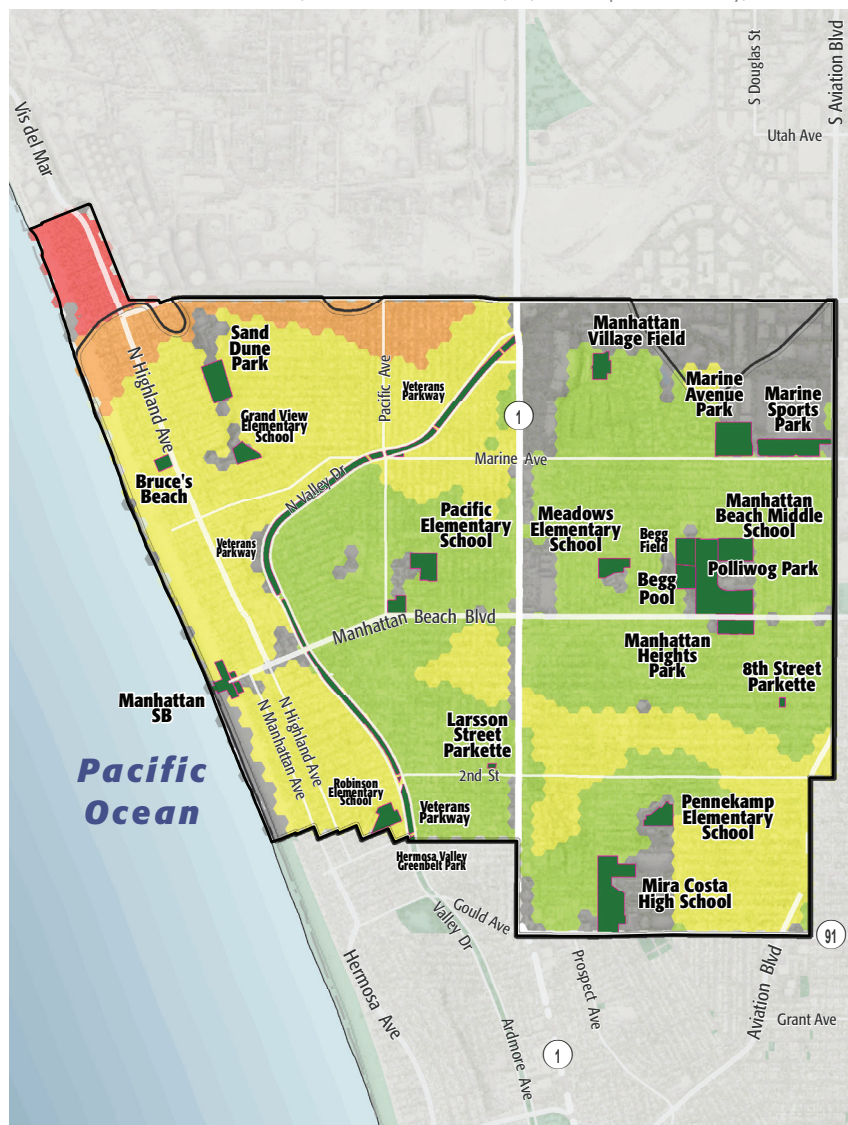 S Douglas St
S Aviation Blvd
Utah Ave
Vis del Mar
Manhattan
Village Field
Sand
Dune
Park
N Highland Ave
Pacific Ave
Veterans
Parkway
Marine
Avenue
Park
Marine
Sports
Park
1
Grand View
Elementary
School
Marine Ave
Bruce's
Beach
N Valley Dr
Pacific
Elementary
School
Meadows
Elementary
School
Manhattan
Beach Middle
School
Begg
Field
Veterans
Parkway
Begg
Pool
Polliwog Park
Manhattan Beach Blvd
Manhattan
Heights
Park
8th Street
Parkette
Manhattan
SB
N Highland Ave
N Manhattan Ave
Larsson
Street
Parkette
Pacific
Ocean
2nd St
Robinson
Elementary
School
Veterans
Parkway
Pennekamp
Elementary
School
Hermosa Valley
Greenbelt Park
Mira Costa
High School
Gould Ave
Valley Dr
91
Hermosa Ave
Prospect Ave
Aviation Blvd
Grant Ave
Ardmore Ave
1